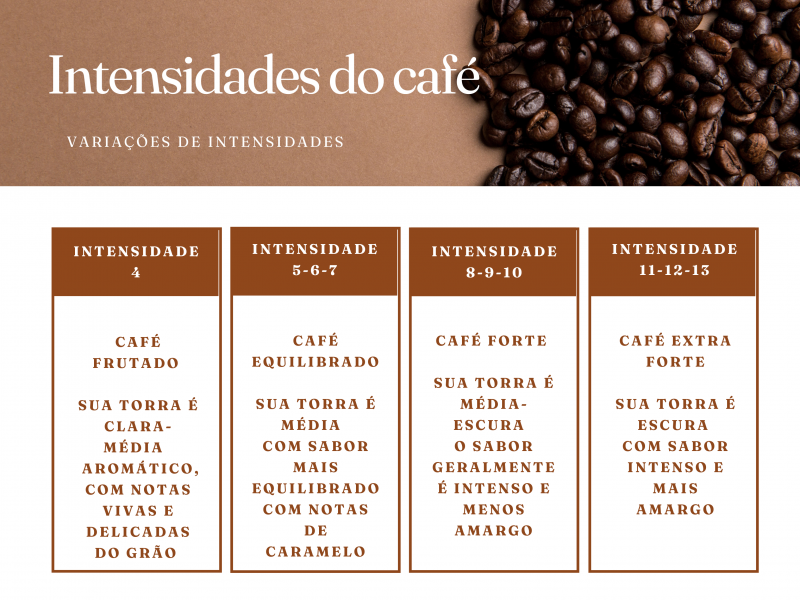 Intensidades do café
VARIAÇÕES DE INTENSIDADES
INTENSIDADE
4
CAFÉ
FRUTADO
SUA TORRA É
CLARA-
MÉDIA
AROMÁTICO,
COM NOTAS
VIVAS E
DELICADAS
DO GRÃO
INTENSIDADE
5-6-7
CAFÉ
EQUILIBRADO
SUA TORRA É
MÉDIA
COM SABOR
MAIS
EQUILIBRADO
COM NOTAS
DE
CARAMELO
INTENSIDADE
8-9-10
CAFÉ FORTE
SUA TORRA É
MÉDIA-
ESCURA
O SABOR
GERALMENTE
É INTENSO E
MENOS
AMARGO
INTENSIDADE
11-12-13
CAFÉ EXTRA
FORTE
SUA TORRA É
ESCURA
COM SABOR
INTENSO E
MAIS
AMARGO